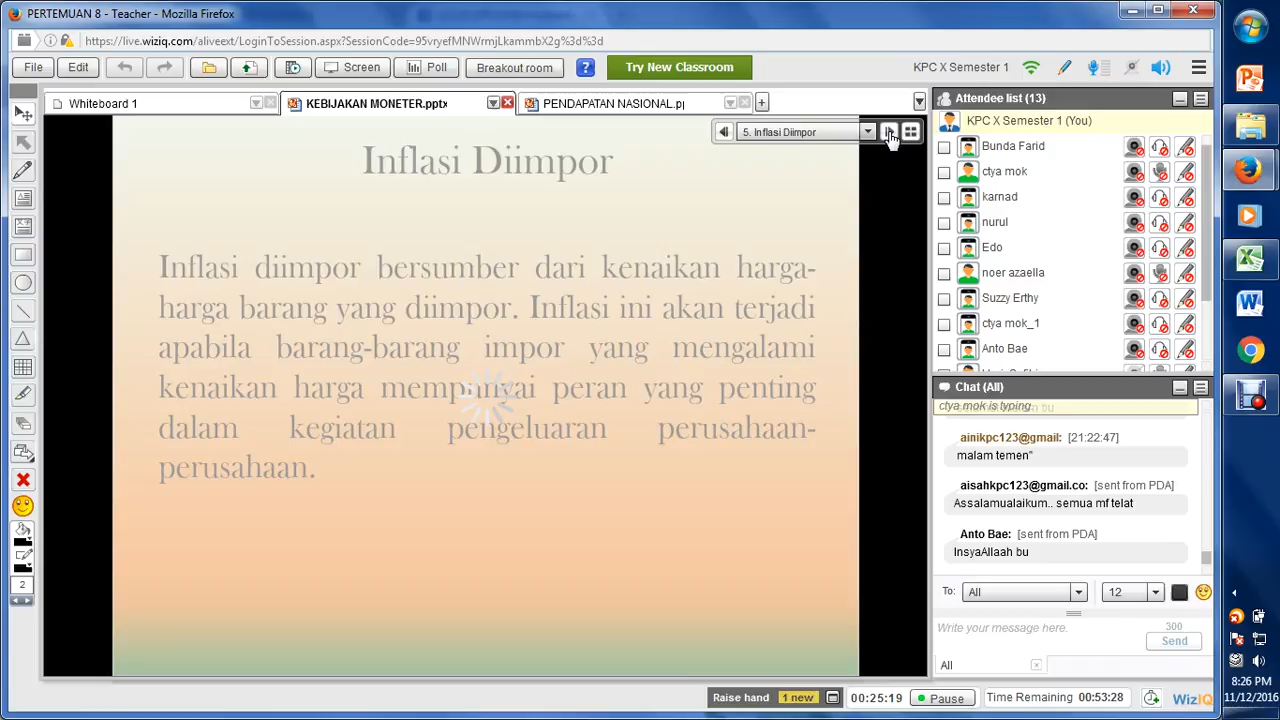 PERTEMUAN 8 - Teacher - Mozilla Firefox
https://live.wiziq.com/aliveext/LoginToSession.aspx?SessionCode=95vryefMNWrmjLkammbX2g%3d%3d
File Edit Screen Poll Breakout room ? Try New Classroom KPC X Semester 1
Whiteboard 1 KEBIJAKAN MONETER.pptx PENDAPATAN NASIONAL.pp
5. Inflasi Diimpor
Inflasi Diimpor
Inflasi diimpor bersumber dari kenaikan harga-
harga barang yang diimpor. Inflasi ini akan terjadi
apabila barang-barang impor yang mengalami
kenaikan harga mempunyai peran yang penting
dalam kegiatan pengeluaran perusahaan-
perusahaan.
2
Attendee list (13)
KPC X Semester 1 (You)
Bunda Farid
ctya mok
karnad
nurul
Edo
noer azaella
Suzzy Erthy
ctya mok_1
Anto Bae
Chat (All)
ctya mok is typing
ainikpc123@gmail: [21:22:47]
malam temen"
aisahkpc123@gmail.co: [sent from PDA]
Assalamualaikum.. semua mf telat
Anto Bae: [sent from PDA]
InsyaAllaah bu
To: All 12
Write your message here. 300
Send
All
Raise hand 1 new 00:25:19 Pause Time Remaining 00:53:28 WizIQ
8:26 PM
11/12/2016